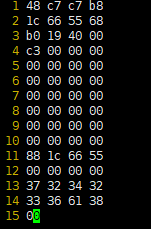 1 48 c7 c7 b8
2 1c 66 55 68
3 b0 19 40 00
4 c3 00 00 00
5 00 00 00 00
6 00 00 00 00
7 00 00 00 00
8 00 00 00 00
9 00 00 00 00
10 00 00 00 00
11 88 1c 66 55
12 00 00 00 00
13 37 32 34 32
14 33 36 61 38
15 00